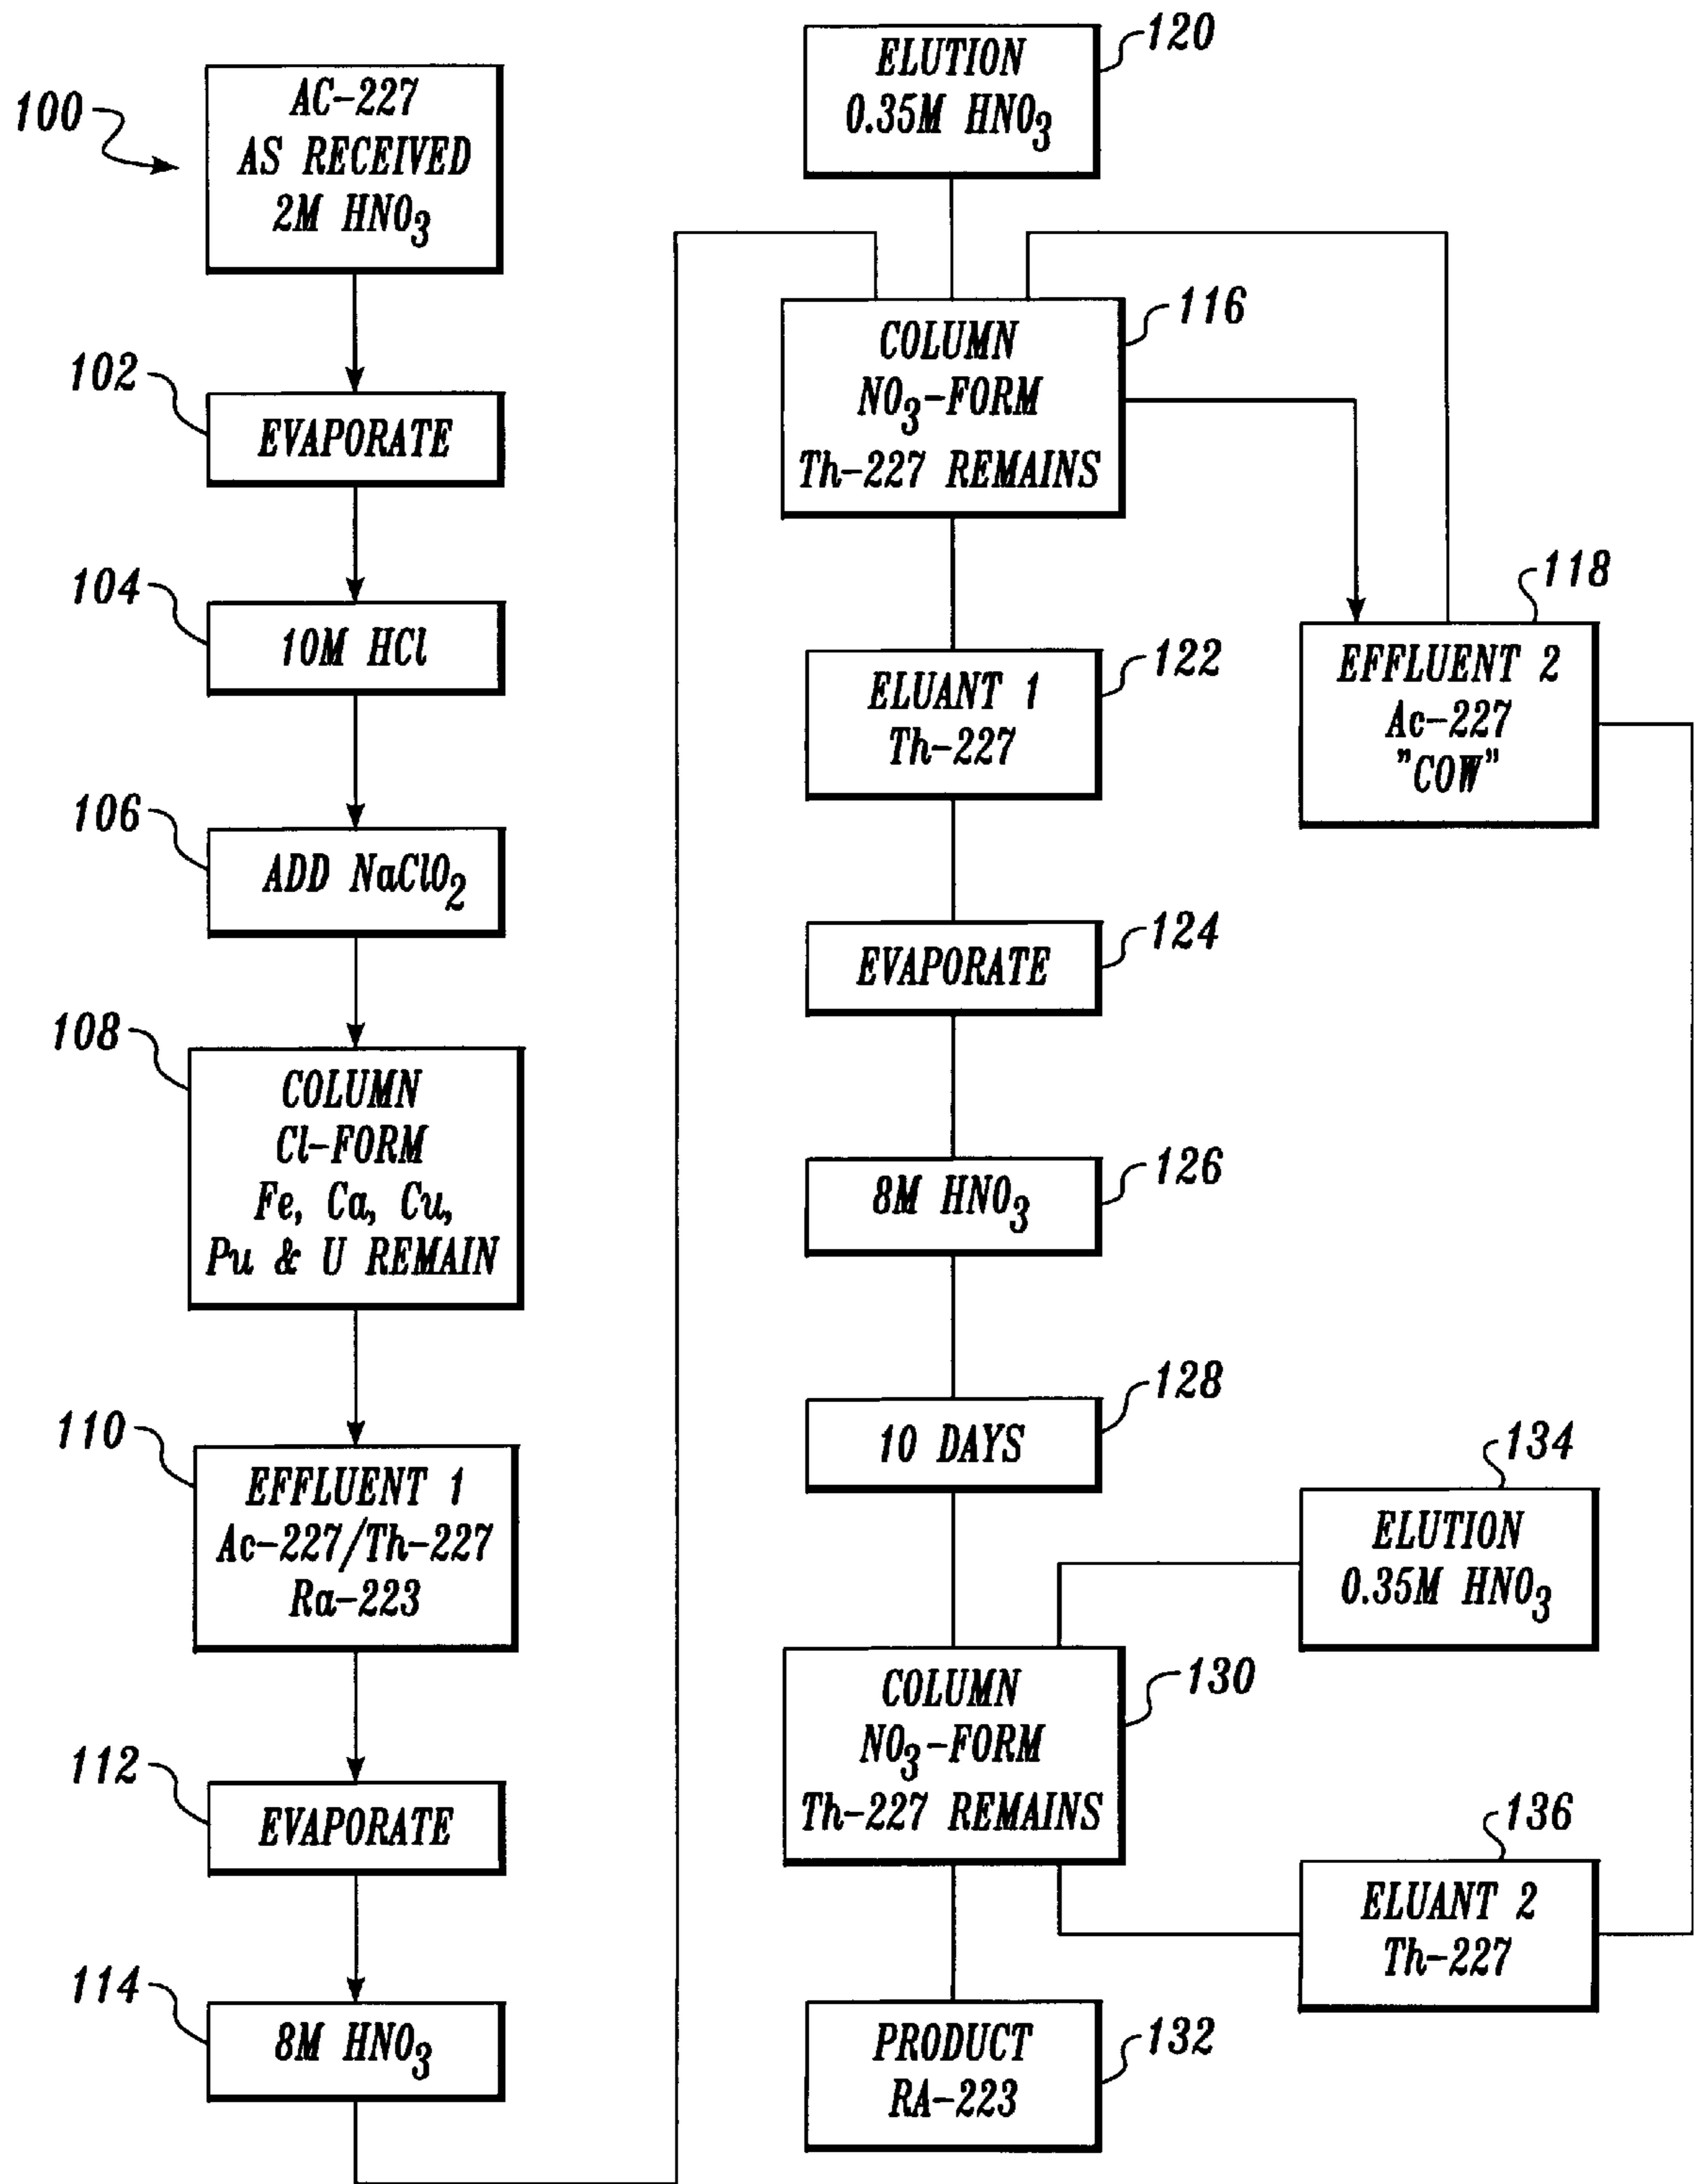 100
AC-227
AS RECEIVED
2M HNO3
102
EVAPORATE
104
10M HCl
106
ADD NaClO2
108
COLUMN
Cl-FORM
Fe, Ca, Cu,
Pu & U REMAIN
110
EFFLUENT 1
Ac-227/Th-227
Ra-223
112
EVAPORATE
114
8M HNO3
120
ELUTION
0.35M HNO3
116
COLUMN
NO3-FORM
Th-227 REMAINS
118
EFFLUENT 2
Ac-227
"COW"
122
ELUANT 1
Th-227
124
EVAPORATE
126
8M HNO3
128
10 DAYS
134
ELUTION
0.35M HNO3
130
COLUMN
NO3-FORM
Th-227 REMAINS
136
ELUANT 2
Th-227
132
PRODUCT
RA-223